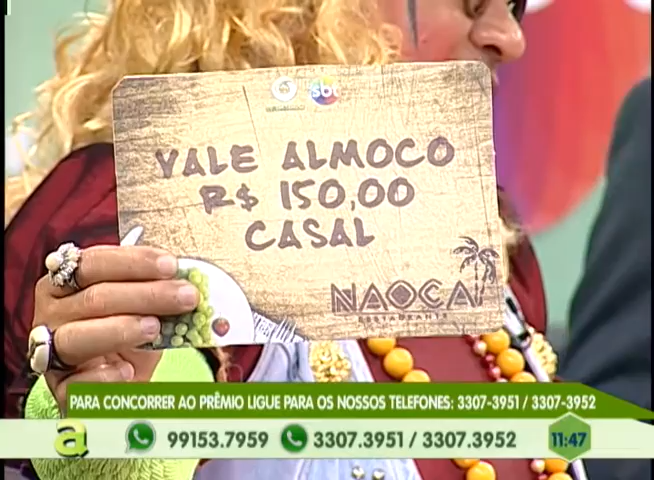 sbt
VALE ALMOCO
R$ 150,00
CASAL
NAOCA
RESTAURANTE
PARA CONCORRER AO PRÊMIO LIGUE PARA OS NOSSOS TELEFONES: 3307-3951 / 3307-3952
a
99153.7959
3307.3951 / 3307.3952
11:47